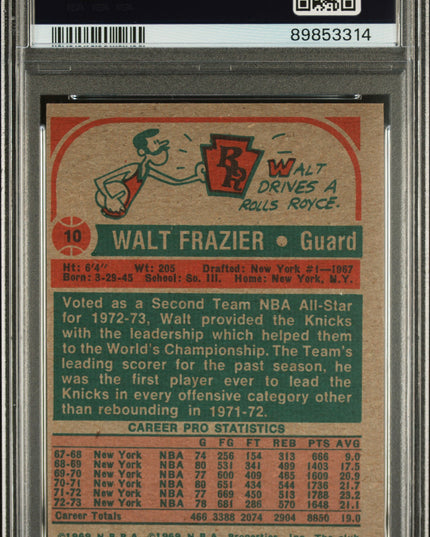 89853314
RR
WALT
DRIVES A
ROLLS ROYCE.
10
WALT FRAZIER • Guard
Ht: 6'4" Wt: 205 Drafted: New York #1—1967
Born: 3-29-45 School: So. Ill. Home: New York, N.Y.
Voted as a Second Team NBA All-Star
for 1972-73, Walt provided the Knicks
with the leadership which helped them
to the World's Championship. The Team's
leading scorer for the past season, he
was the first player ever to lead the
Knicks in every offensive category other
than rebounding in 1971-72.
CAREER PRO STATISTICS
G FG FT REB PTS AVG
67-68 New York NBA 74 256 154 313 666 9.0
68-69 New York NBA 80 531 341 499 1403 17.5
69-70 New York NBA 77 600 409 465 1609 20.9
70-71 New York NBA 80 651 434 544 1736 21.7
71-72 New York NBA 77 669 450 513 1788 23.2
72-73 New York NBA 78 681 286 570 1648 21.1
Career Totals 466 3388 2074 2904 8850 19.0